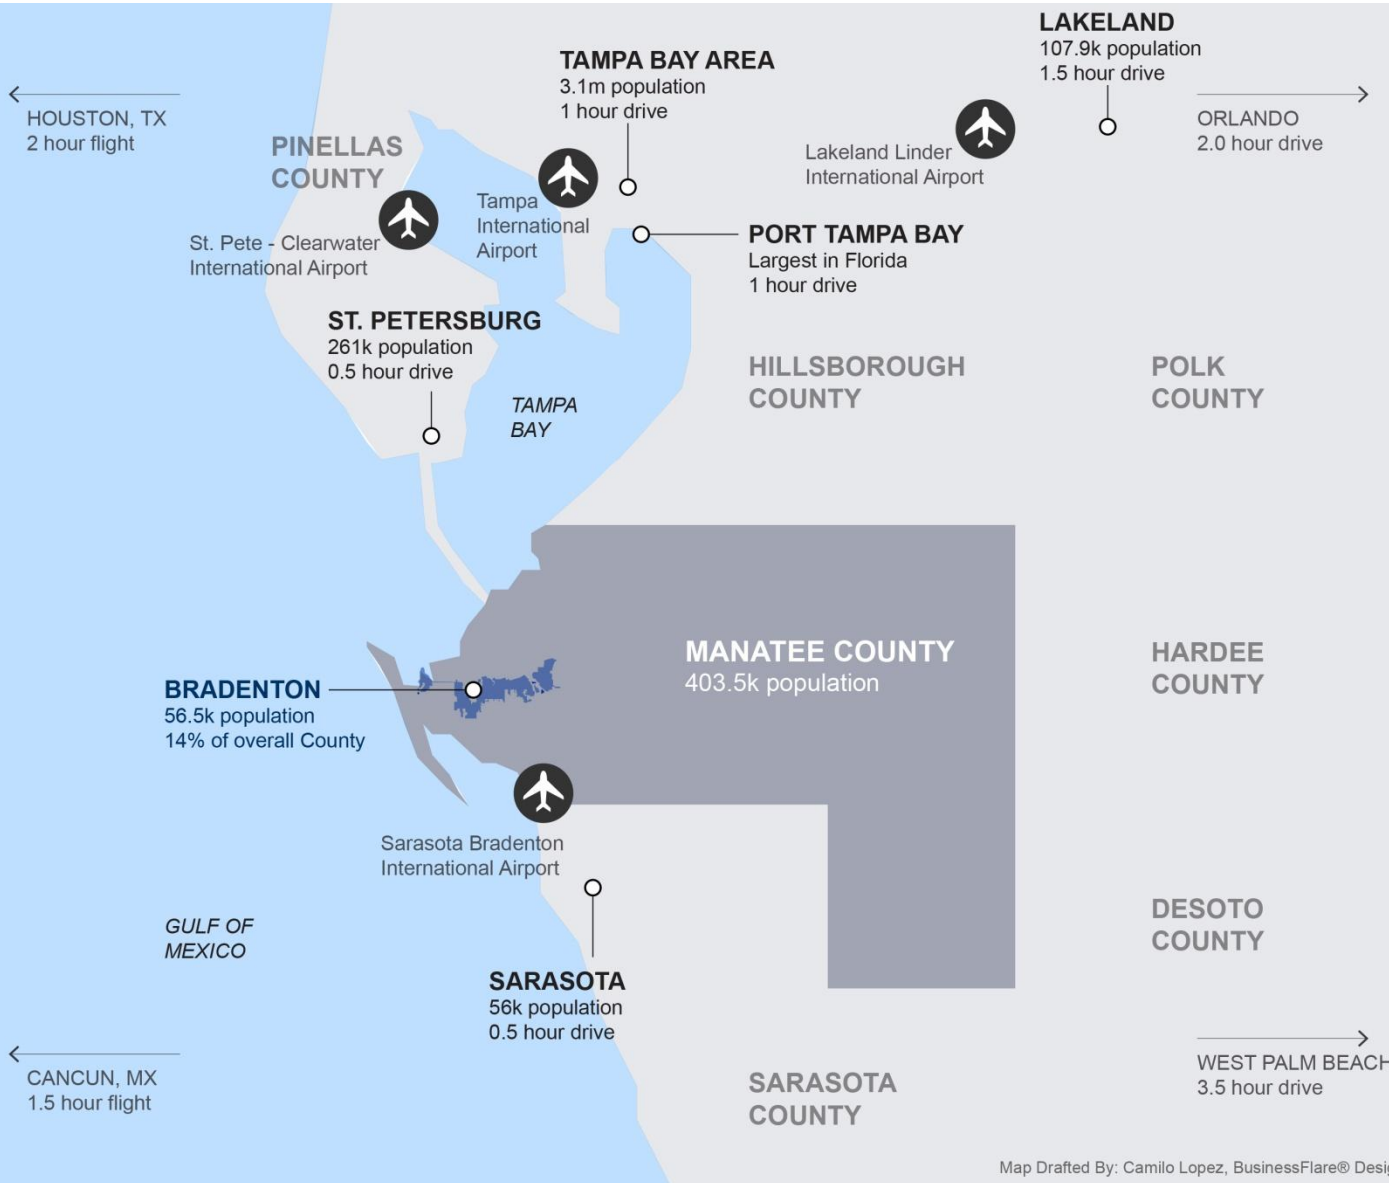 LAKELAND
107.9k population
1.5 hour drive
TAMPA BAY AREA
3.1m population
1 hour drive
HOUSTON, TX
2 hour flight
ORLANDO
2.0 hour drive
PINELLAS
COUNTY
Lakeland Linder
International Airport
Tampa
International
Airport
St. Pete - Clearwater
International Airport
PORT TAMPA BAY
Largest in Florida
1 hour drive
ST. PETERSBURG
261k population
0.5 hour drive
HILLSBOROUGH
COUNTY
POLK
COUNTY
TAMPA
BAY
MANATEE COUNTY
403.5k population
HARDEE
COUNTY
BRADENTON
56.5k population
14% of overall County
Sarasota Bradenton
International Airport
GULF OF
MEXICO
DESOTO
COUNTY
SARASOTA
56k population
0.5 hour drive
CANCUN, MX
1.5 hour flight
WEST PALM BEACH
3.5 hour drive
SARASOTA
COUNTY
Map Drafted By: Camilo Lopez, BusinessFlare® Desig